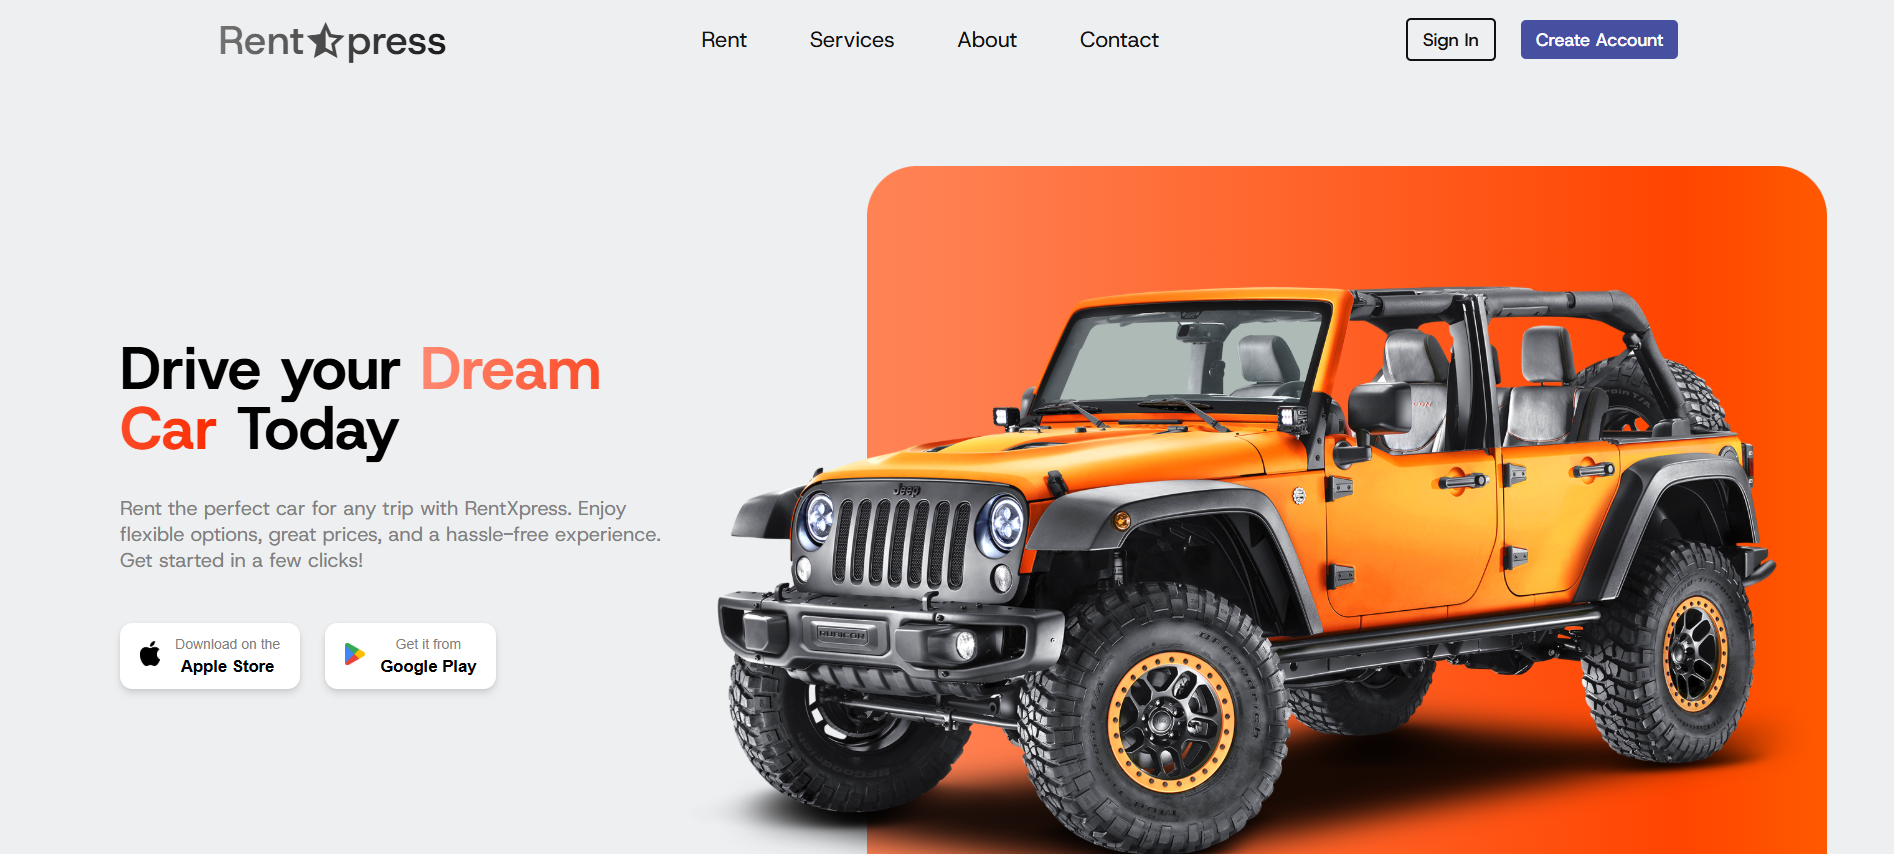 Rent press
Rent
Services
About
Contact
Sign In
Create Account
Drive your Dream
Car Today
Rent the perfect car for any trip with RentXpress. Enjoy
flexible options, great prices, and a hassle-free experience.
Get started in a few clicks!
Download on the
Apple Store
Get it from
Google Play
Jeep
RUBICON
BFGoodrich